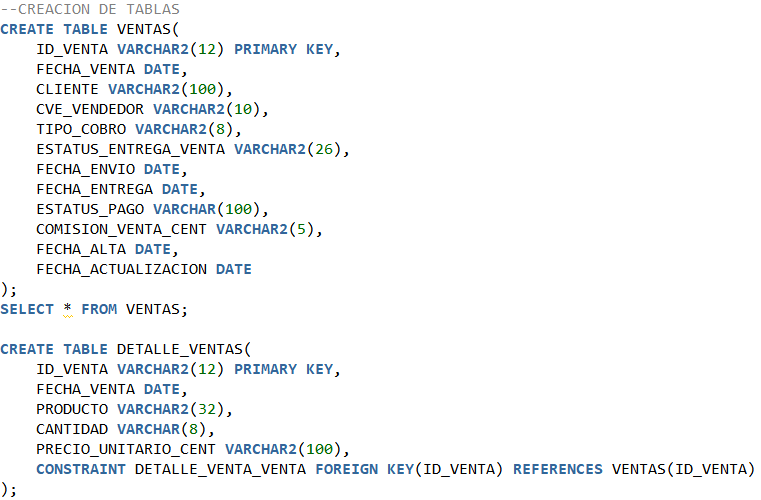 --CREACION DE TABLAS
CREATE TABLE VENTAS(
    ID_VENTA VARCHAR2(12) PRIMARY KEY,
    FECHA_VENTA DATE,
    CLIENTE VARCHAR2(100),
    CVE_VENDEDOR VARCHAR2(10),
    TIPO_COBRO VARCHAR2(8),
    ESTATUS_ENTREGA_VENTA VARCHAR2(26),
    FECHA_ENVIO DATE,
    FECHA_ENTREGA DATE,
    ESTATUS_PAGO VARCHAR(100),
    COMISION_VENTA_CENT VARCHAR2(5),
    FECHA_ALTA DATE,
    FECHA_ACTUALIZACION DATE
);
SELECT * FROM VENTAS;

CREATE TABLE DETALLE_VENTAS(
    ID_VENTA VARCHAR2(12) PRIMARY KEY,
    FECHA_VENTA DATE,
    PRODUCTO VARCHAR2(32),
    CANTIDAD VARCHAR(8),
    PRECIO_UNITARIO_CENT VARCHAR2(100),
    CONSTRAINT DETALLE_VENTA_VENTA FOREIGN KEY(ID_VENTA) REFERENCES VENTAS(ID_VENTA)
);